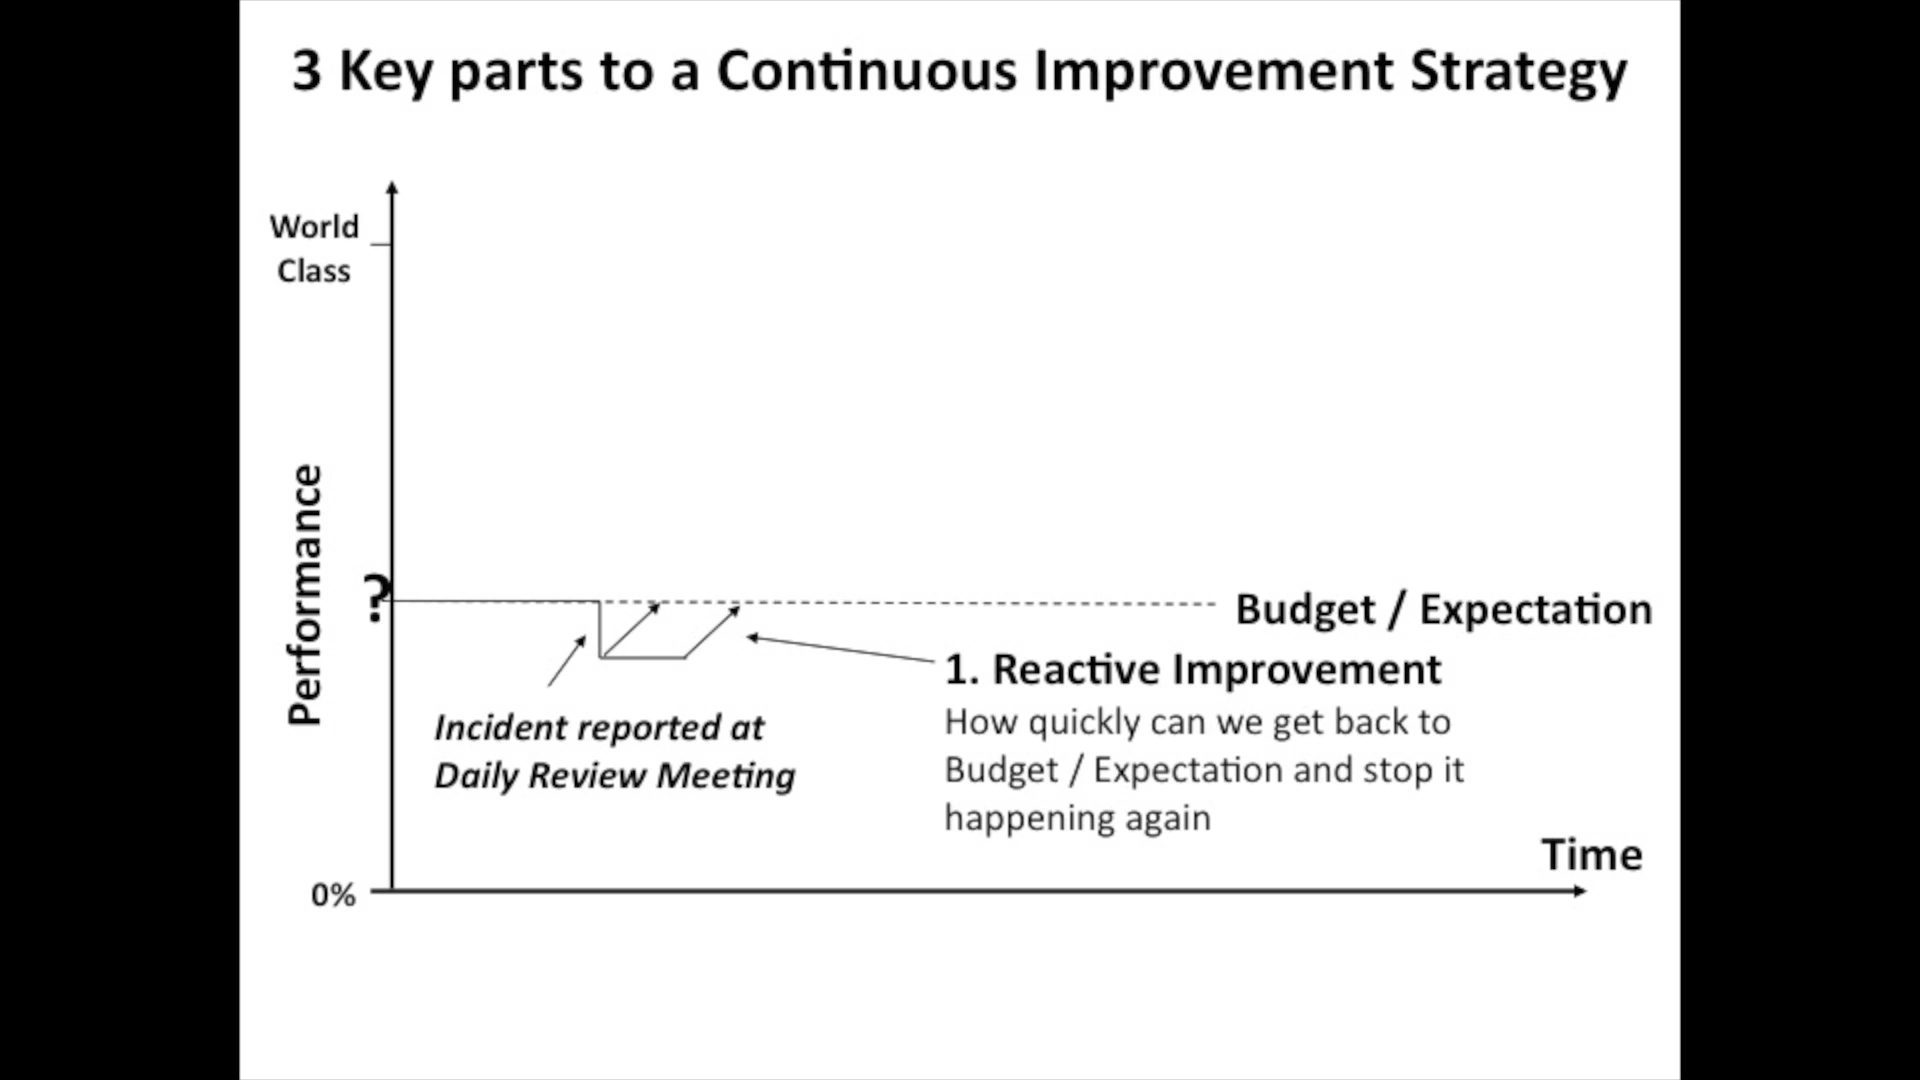 3 Key parts to a Continuous Improvement Strategy
World
Class
Performance
?
Budget / Expectation
1. Reactive Improvement
How quickly can we get back to
Budget / Expectation and stop it
happening again
Incident reported at
Daily Review Meeting
Time
0%